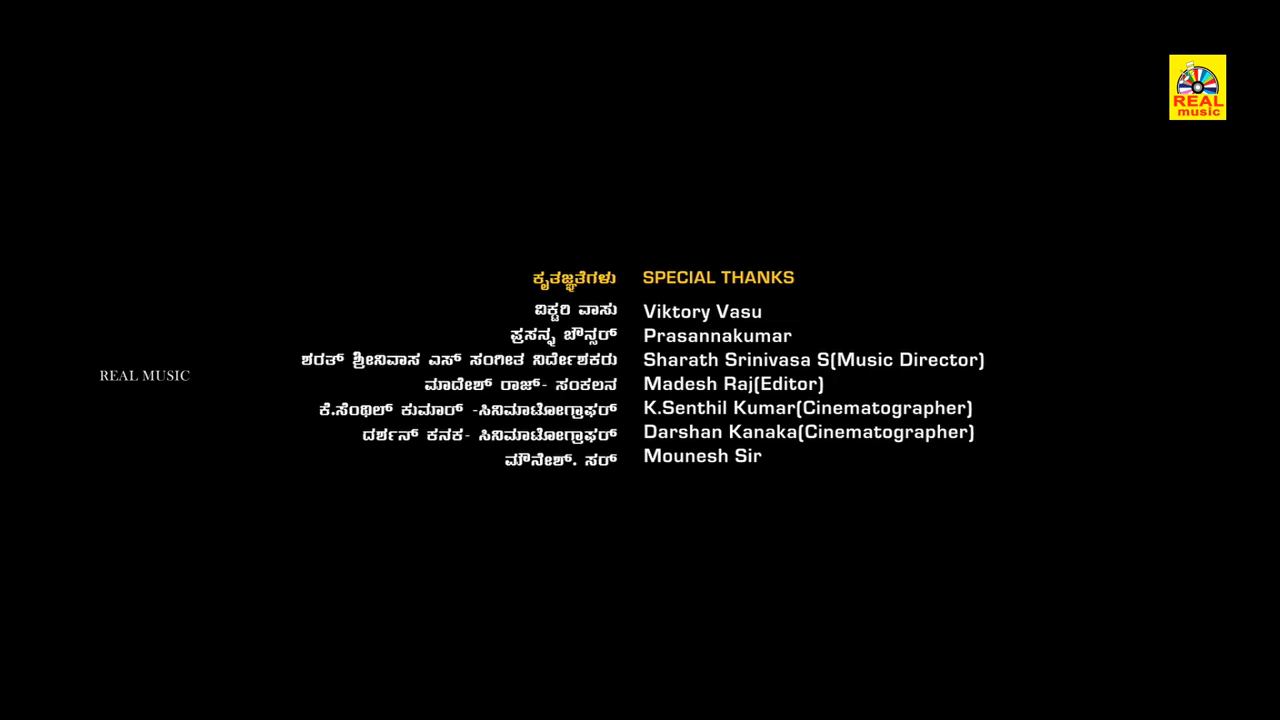 REAL
music
ಕೃತಜ್ಞತೆಗಳು SPECIAL THANKS
ವಿಕ್ಟರಿ ವಾಸು Viktory Vasu
ಪ್ರಸನ್ನ ಬೌನ್ಸರ್ Prasannakumar
ಶರತ್ ಶ್ರೀನಿವಾಸ ಎಸ್ ಸಂಗೀತ ನಿರ್ದೇಶಕರು Sharath Srinivasa S(Music Director)
REAL MUSIC
ಮಾದೇಶ್ ರಾಜ್- ಸಂಕಲನ Madesh Raj(Editor)
ಕೆ.ಸೆಂಥಿಲ್ ಕುಮಾರ್ -ಸಿನಿಮಾಟೋಗ್ರಾಫರ್ K.Senthil Kumar(Cinematographer)
ದರ್ಶನ್ ಕನಕ- ಸಿನಿಮಾಟೋಗ್ರಾಫರ್ Darshan Kanaka(Cinematographer)
ಮೌನೇಶ್. ಸರ್ Mounesh Sir